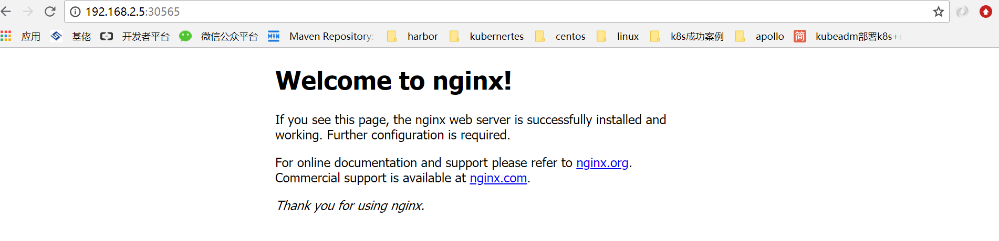 192.168.2.5:30565
应用 基佬 开发者平台 微信公众平台 MVN Maven Repository: harbor kubernertes centos linux k8s成功案例 apollo 简 kubeadm部署k8s+
Welcome to nginx!
If you see this page, the nginx web server is successfully installed and
working. Further configuration is required.
For online documentation and support please refer to nginx.org.
Commercial support is available at nginx.com.
Thank you for using nginx.